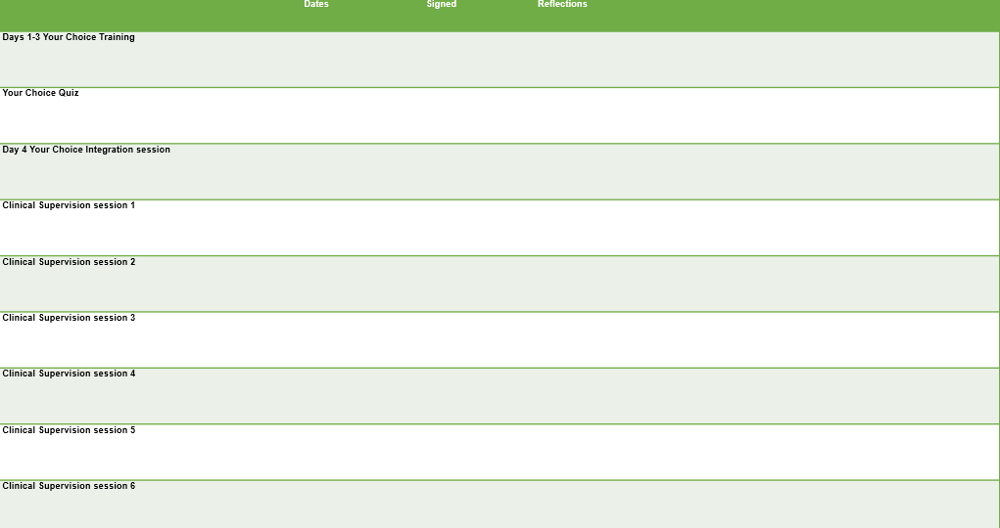 Dates Signed Reflections
Days 1-3 Your Choice Training
Your Choice Quiz
Day 4 Your Choice Integration session
Clinical Supervision session 1
Clinical Supervision session 2
Clinical Supervision session 3
Clinical Supervision session 4
Clinical Supervision session 5
Clinical Supervision session 6